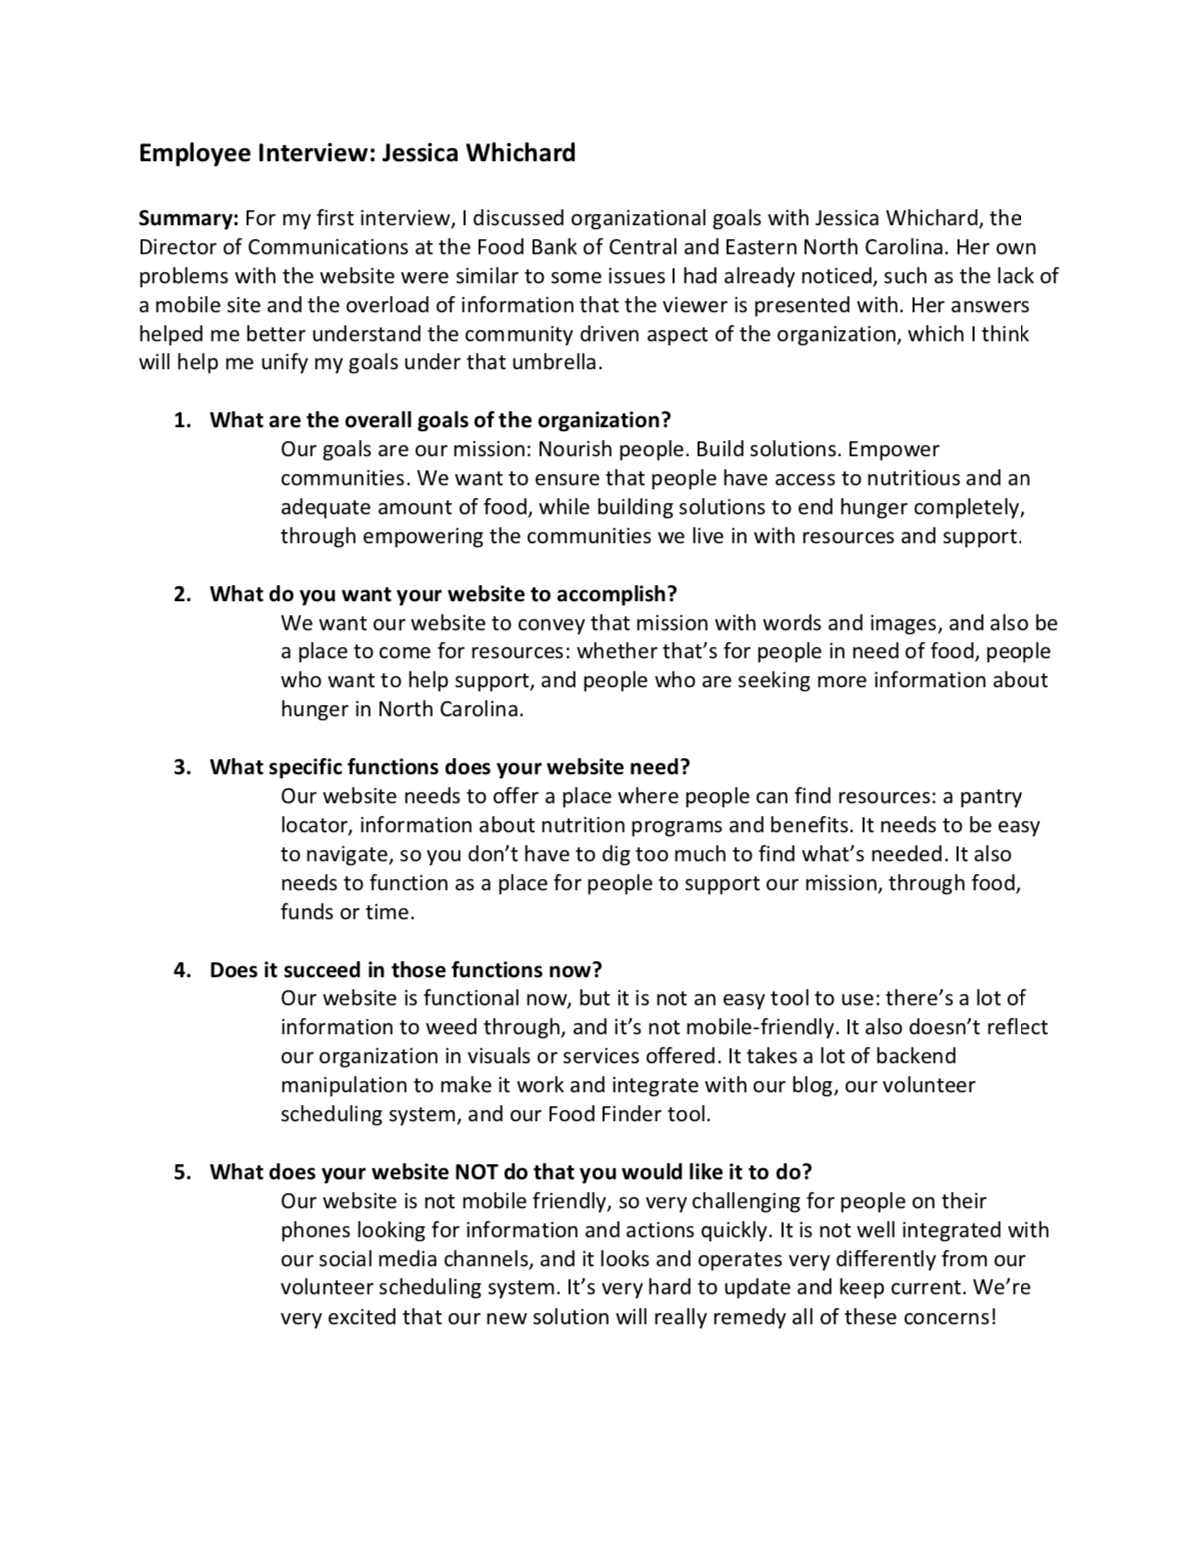 Employee Interview: Jessica Whichard
Summary: For my first interview, I discussed organizational goals with Jessica Whichard, the
Director of Communications at the Food Bank of Central and Eastern North Carolina. Her own
problems with the website were similar to some issues I had already noticed, such as the lack of
a mobile site and the overload of information that the viewer is presented with. Her answers
helped me better understand the community driven aspect of the organization, which I think
will help me unify my goals under that umbrella.
1. What are the overall goals of the organization?
Our goals are our mission: Nourish people. Build solutions. Empower
communities. We want to ensure that people have access to nutritious and an
adequate amount of food, while building solutions to end hunger completely,
through empowering the communities we live in with resources and support.
2. What do you want your website to accomplish?
We want our website to convey that mission with words and images, and also be
a place to come for resources: whether that’s for people in need of food, people
who want to help support, and people who are seeking more information about
hunger in North Carolina.
3. What specific functions does your website need?
Our website needs to offer a place where people can find resources: a pantry
locator, information about nutrition programs and benefits. It needs to be easy
to navigate, so you don’t have to dig too much to find what’s needed. It also
needs to function as a place for people to support our mission, through food,
funds or time.
4. Does it succeed in those functions now?
Our website is functional now, but it is not an easy tool to use: there’s a lot of
information to weed through, and it’s not mobile-friendly. It also doesn’t reflect
our organization in visuals or services offered. It takes a lot of backend
manipulation to make it work and integrate with our blog, our volunteer
scheduling system, and our Food Finder tool.
5. What does your website NOT do that you would like it to do?
Our website is not mobile friendly, so very challenging for people on their
phones looking for information and actions quickly. It is not well integrated with
our social media channels, and it looks and operates very differently from our
volunteer scheduling system. It’s very hard to update and keep current. We’re
very excited that our new solution will really remedy all of these concerns!